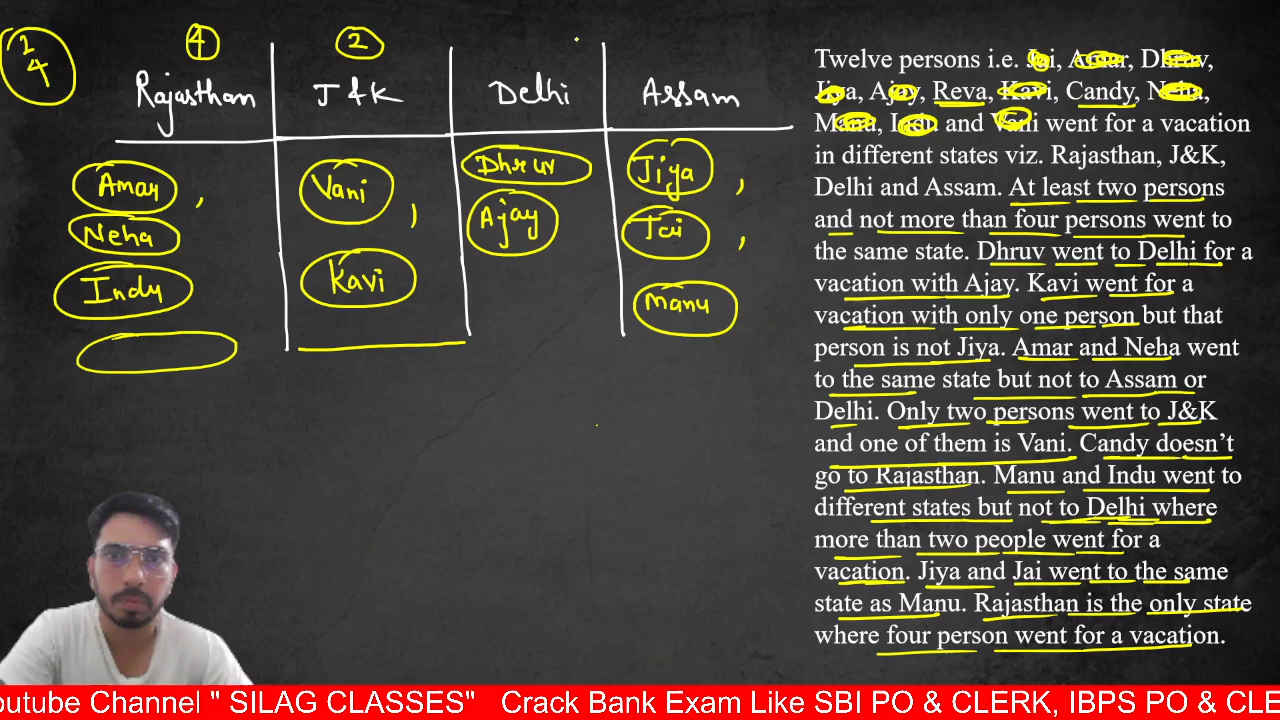 1
4
4
2
Rajasthan J&K Delhi Assam
Amar, Vani, Dhruv Jiya,
Neha Ajay Jai,
Indu Kavi Manu
Twelve persons i.e. Jai, Amar, Dhruv,
Jiya, Ajay, Reva, Kavi, Candy, Neha,
Manu, Indu and Vani went for a vacation
in different states viz. Rajasthan, J&K,
Delhi and Assam. At least two persons
and not more than four persons went to
the same state. Dhruv went to Delhi for a
vacation with Ajay. Kavi went for a
vacation with only one person but that
person is not Jiya. Amar and Neha went
to the same state but not to Assam or
Delhi. Only two persons went to J&K
and one of them is Vani. Candy doesn’t
go to Rajasthan. Manu and Indu went to
different states but not to Delhi where
more than two people went for a
vacation. Jiya and Jai went to the same
state as Manu. Rajasthan is the only state
where four person went for a vacation.
outube Channel " SILAG CLASSES" Crack Bank Exam Like SBI PO & CLERK, IBPS PO & CLE